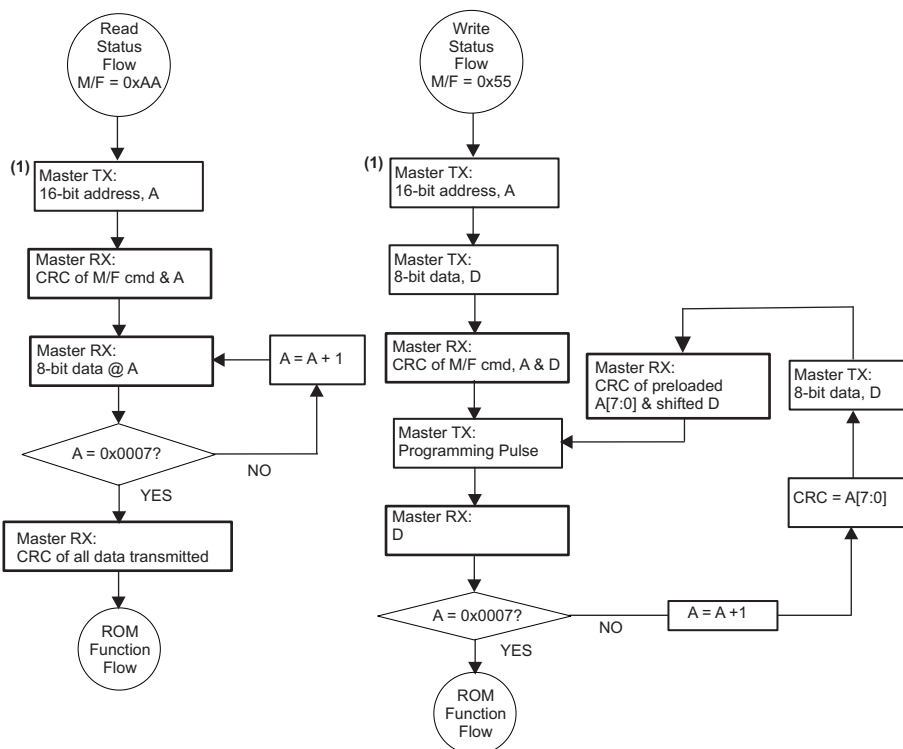 Read
Status
Flow
M/F = 0xAA
(1)
Master TX:
16-bit address, A
Master RX:
CRC of M/F cmd & A
Master RX:
8-bit data @ A
A = A + 1
A = 0x0007?
NO
YES
Master RX:
CRC of all data transmitted
ROM
Function
Flow
Write
Status
Flow
M/F = 0x55
(1)
Master TX:
16-bit address, A
Master TX:
8-bit data, D
Master RX:
CRC of M/F cmd, A & D
Master TX:
Programming Pulse
Master RX:
D
A = 0x0007?
NO
YES
A = A +1
CRC = A[7:0]
Master TX:
8-bit data, D
Master RX:
CRC of preloaded
A[7:0] & shifted D
ROM
Function
Flow